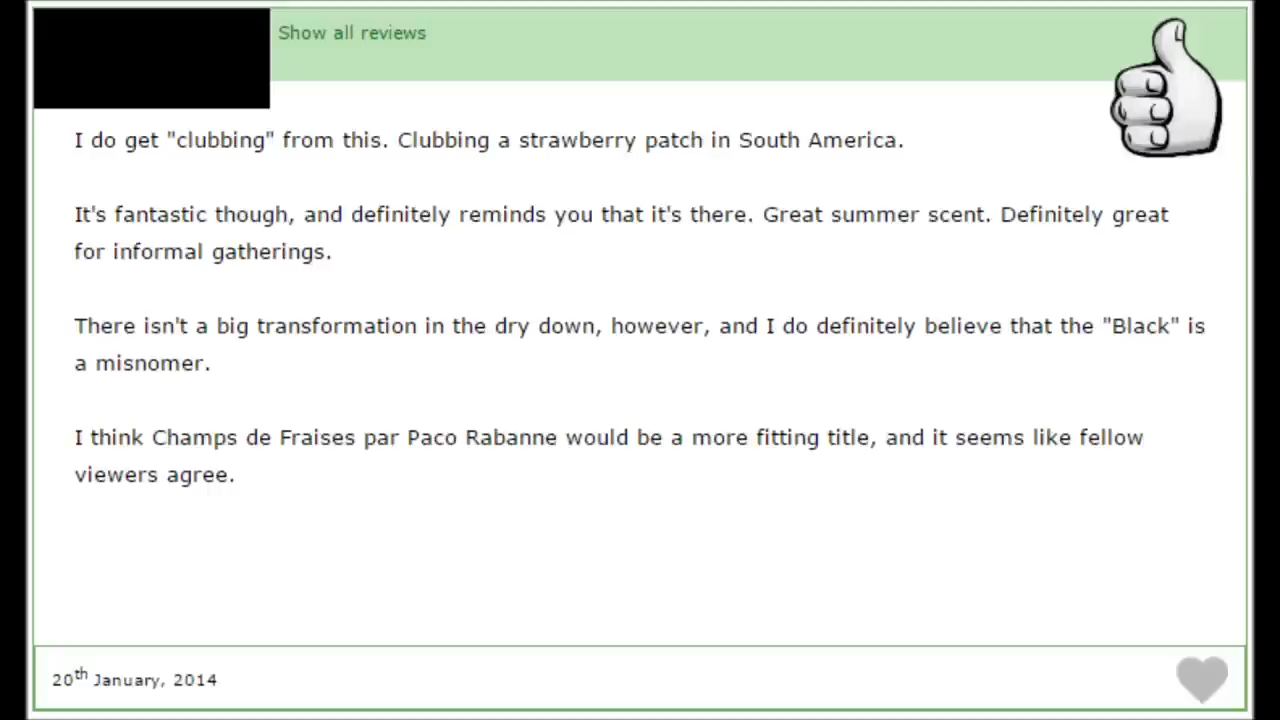 Show all reviews
I do get "clubbing" from this. Clubbing a strawberry patch in South America.
It's fantastic though, and definitely reminds you that it's there. Great summer scent. Definitely great
for informal gatherings.
There isn't a big transformation in the dry down, however, and I do definitely believe that the "Black" is
a misnomer.
I think Champs de Fraises par Paco Rabanne would be a more fitting title, and it seems like fellow
viewers agree.
20th January, 2014